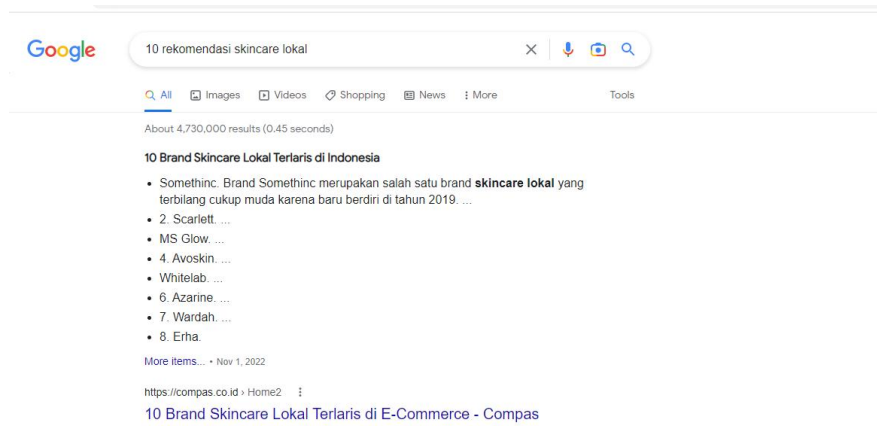 Google
10 rekomendasi skincare lokal
All Images Videos Shopping News More Tools
About 4,730,000 results (0.45 seconds)
10 Brand Skincare Lokal Terlaris di Indonesia
• Somethinc. Brand Somethinc merupakan salah satu brand skincare lokal yang
terbilang cukup muda karena baru berdiri di tahun 2019. ...
• 2. Scarlett. ...
• MS Glow. ...
• 4. Avoskin. ...
• Whitelab. ...
• 6. Azarine. ...
• 7. Wardah. ...
• 8. Erha.
More items... • Nov 1, 2022
https://compas.co.id › Home2
10 Brand Skincare Lokal Terlaris di E-Commerce - Compas